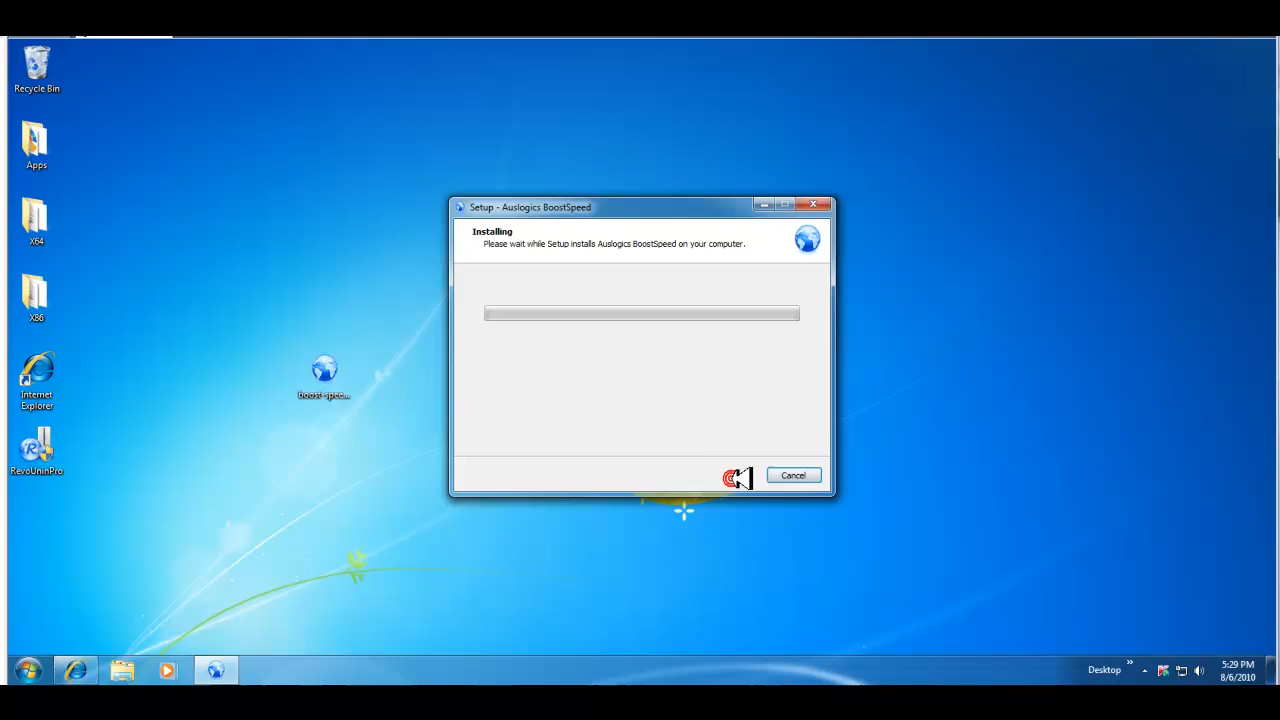 Recycle Bin
Apps
X64
X86
Internet
Explorer
RevoUninPro
boost-spee...
Setup - Auslogics BoostSpeed
Installing
Please wait while Setup installs Auslogics BoostSpeed on your computer.
Cancel
Desktop
5:29 PM
8/6/2010